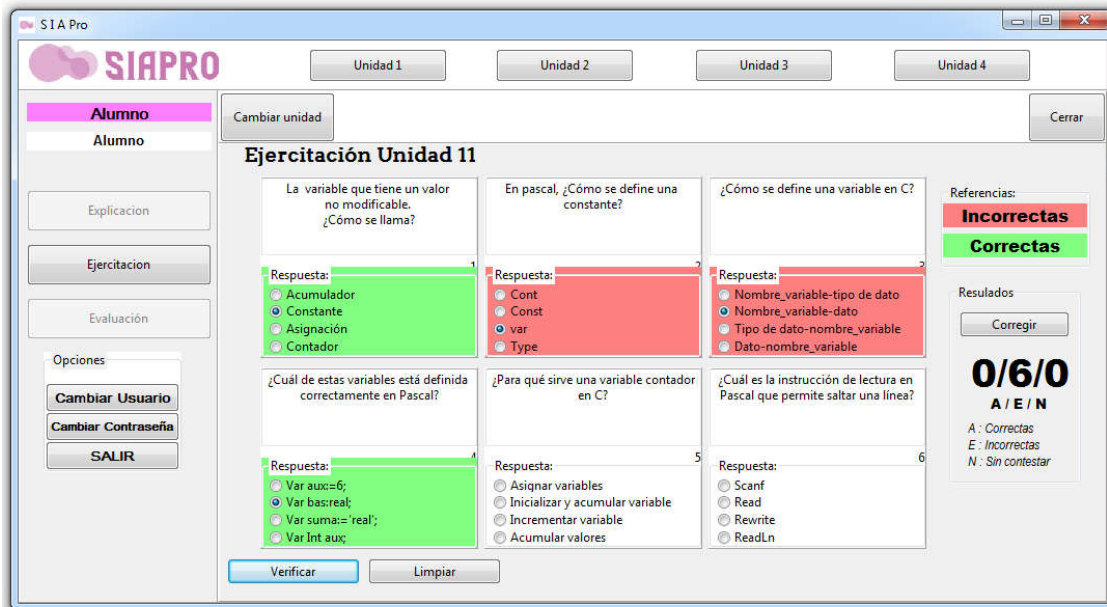 S I A Pro
SIAPRO
Unidad 1
Unidad 2
Unidad 3
Unidad 4
Alumno
Alumno
Cambiar unidad
Cerrar
Ejercitación Unidad 11
Explicacion
Ejercitacion
Evaluación
Opciones
Cambiar Usuario
Cambiar Contraseña
SALIR
La variable que tiene un valor
no modificable.
¿Cómo se llama?
1
Respuesta:
Acumulador
Constante
Asignación
Contador
En pascal, ¿Cómo se define una
constante?
2
Respuesta:
Cont
Const
var
Type
¿Cómo se define una variable en C?
3
Respuesta:
Nombre_variable-tipo de dato
Nombre_variable-dato
Tipo de dato-nombre_variable
Dato-nombre_variable
¿Cuál de estas variables está definida
correctamente en Pascal?
4
Respuesta:
Var aux:=6;
Var bas:real;
Var suma:='real';
Var Int aux;
¿Para qué sirve una variable contador
en C?
5
Respuesta:
Asignar variables
Inicializar y acumular variable
Incrementar variable
Acumular valores
¿Cuál es la instrucción de lectura en
Pascal que permite saltar una línea?
6
Respuesta:
Scanf
Read
Rewrite
ReadLn
Referencias:
Incorrectas
Correctas
Resulados
Corregir
0/6/0
A / E / N
A : Correctas
E : Incorrectas
N : Sin contestar
Verificar
Limpiar